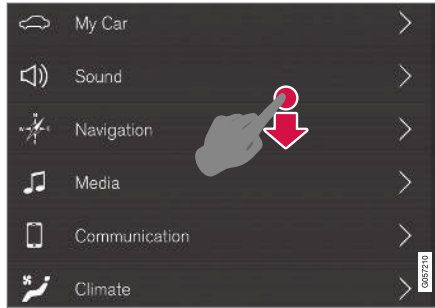 My Car
Sound
Navigation
Media
Communication
Climate
G057210